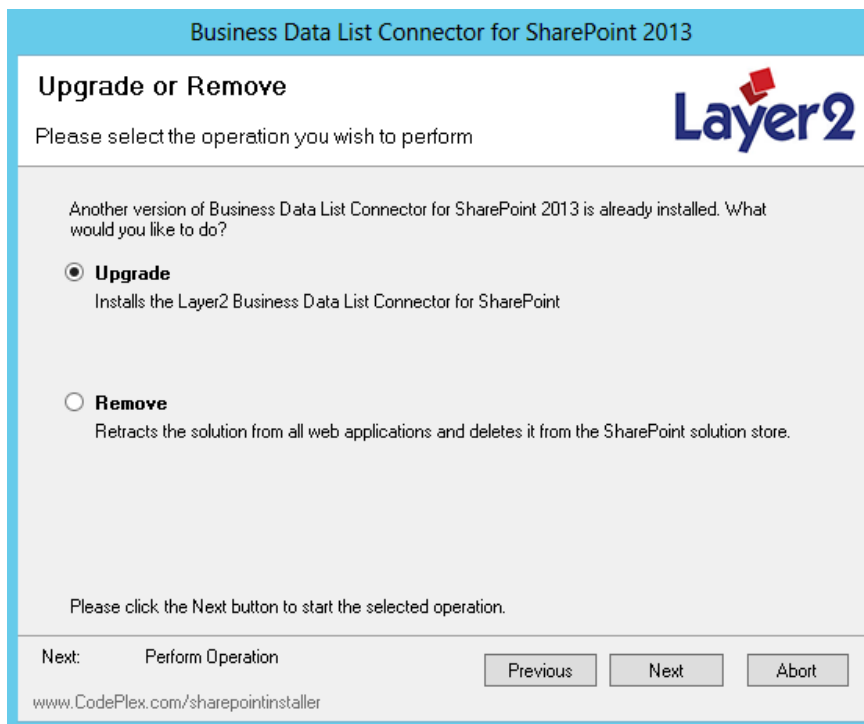 Business Data List Connector for SharePoint 2013
Upgrade or Remove
Layer2
Please select the operation you wish to perform
Another version of Business Data List Connector for SharePoint 2013 is already installed. What
would you like to do?
Upgrade
Installs the Layer2 Business Data List Connector for SharePoint
Remove
Retracts the solution from all web applications and deletes it from the SharePoint solution store.
Please click the Next button to start the selected operation.
Next: Perform Operation
Previous Next Abort
www.CodePlex.com/sharepointinstaller